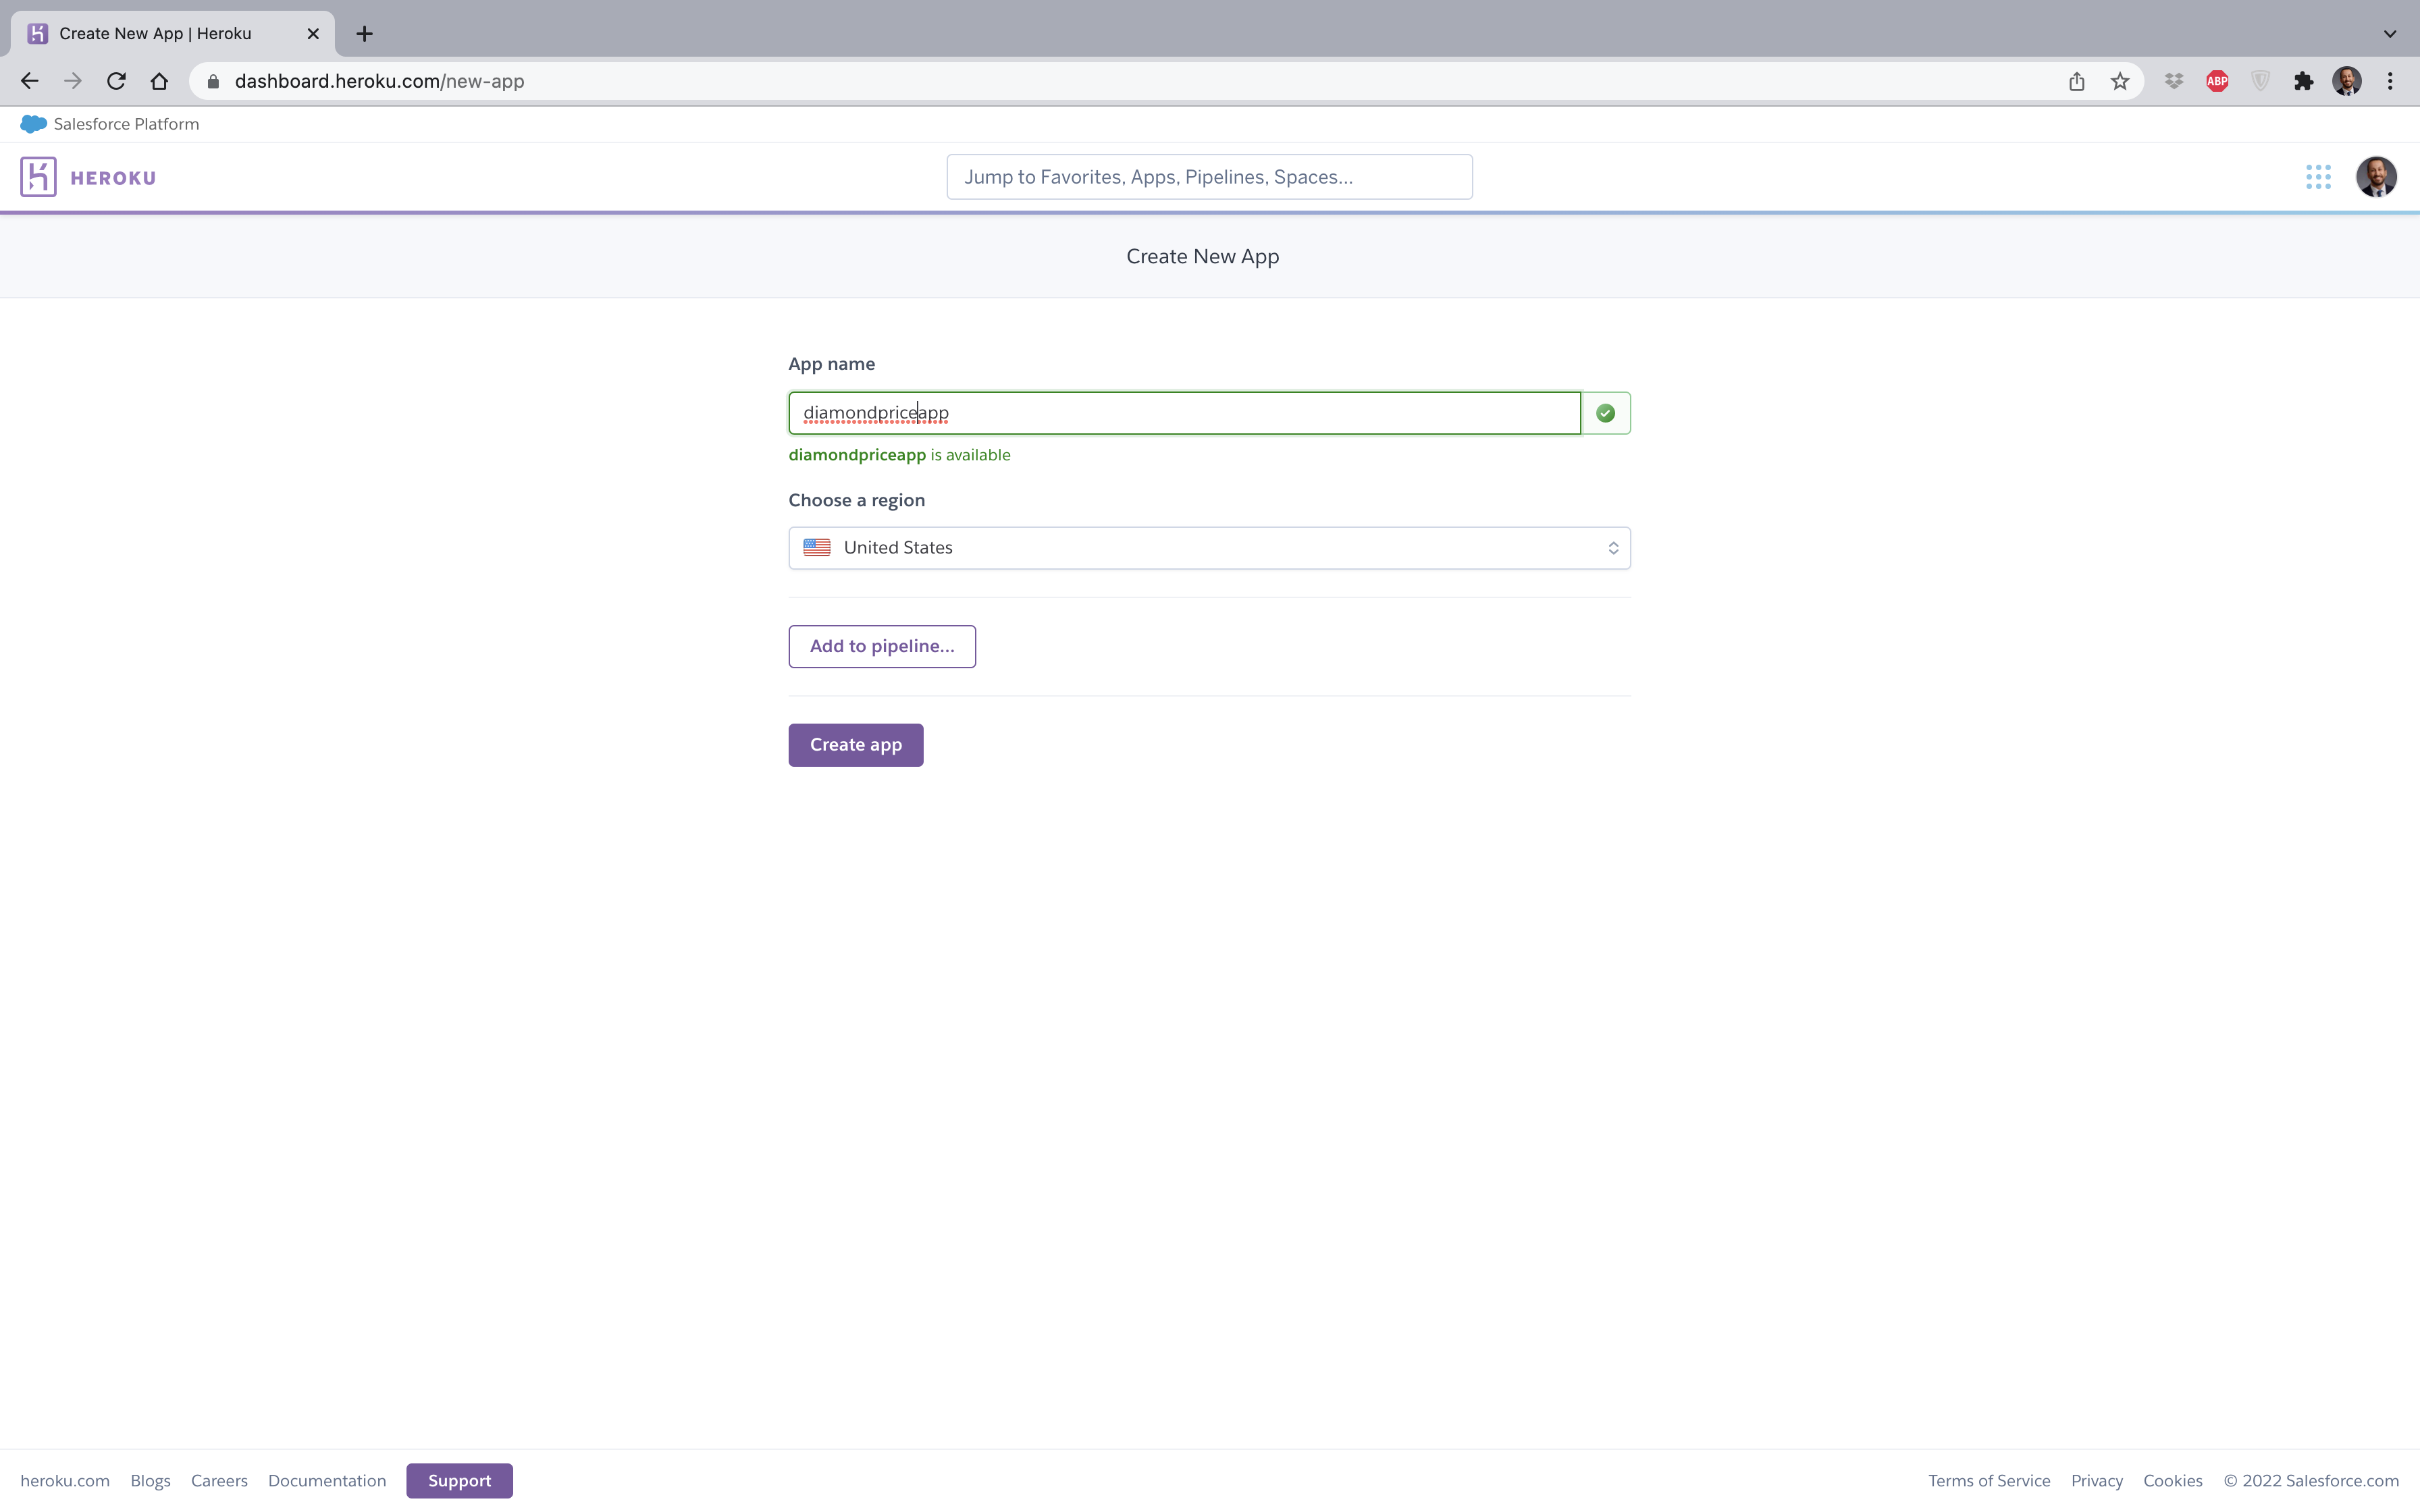 Create New App | Heroku
dashboard.heroku.com/new-app
ABP
Salesforce Platform
HEROKU
Jump to Favorites, Apps, Pipelines, Spaces...
Create New App
App name
diamondpriceapp
diamondpriceapp is available
Choose a region
United States
Add to pipeline...
Create app
heroku.com Blogs Careers Documentation Support Terms of Service Privacy Cookies © 2022 Salesforce.com